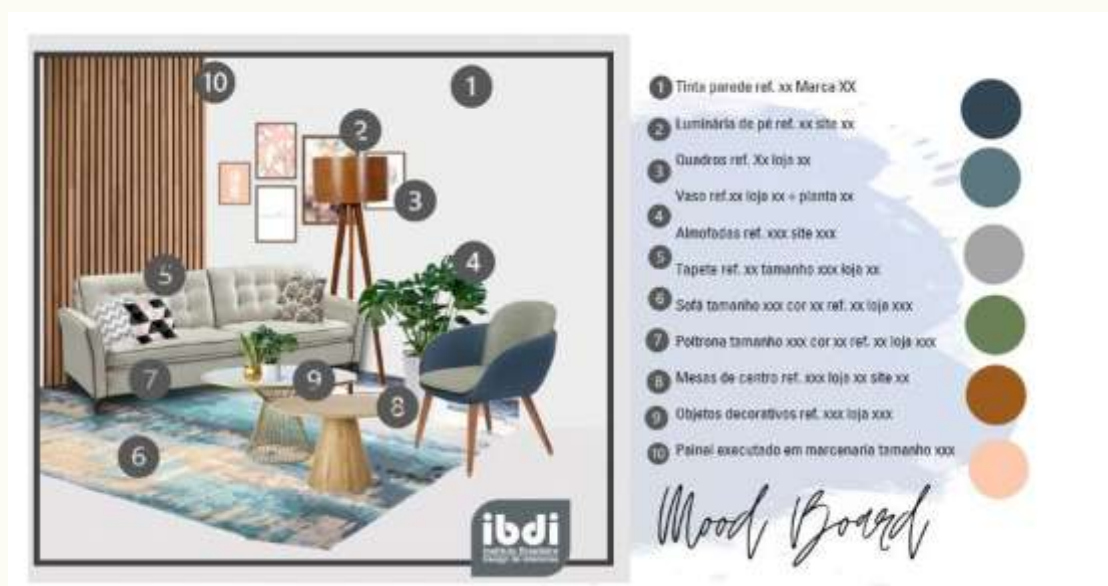 10
1
2
3
5
4
7
9
8
6
ibdi
Instituto Brasileiro
Design de Interiores
1 Tinta parede ref. xx Marca XX
2 Luminária de pé ref. xx site xx
3 Quadros ref. Xx loja xx
Vaso ref.xx loja xx + planta xx
4
Almofadas ref. xxx site xxx
5 Tapete ref. xx tamanho xxx loja xx
6 Sofá tamanho xxx cor xx ref. xx loja xxx
7 Poltrona tamanho xxx cor xx ref. xx loja xxx
8 Mesas de centro ref. xxx loja xx site xx
9 Objetos decorativos ref. xxx loja xxx
10 Painel executado em marcenaria tamanho xxx
Mood Board